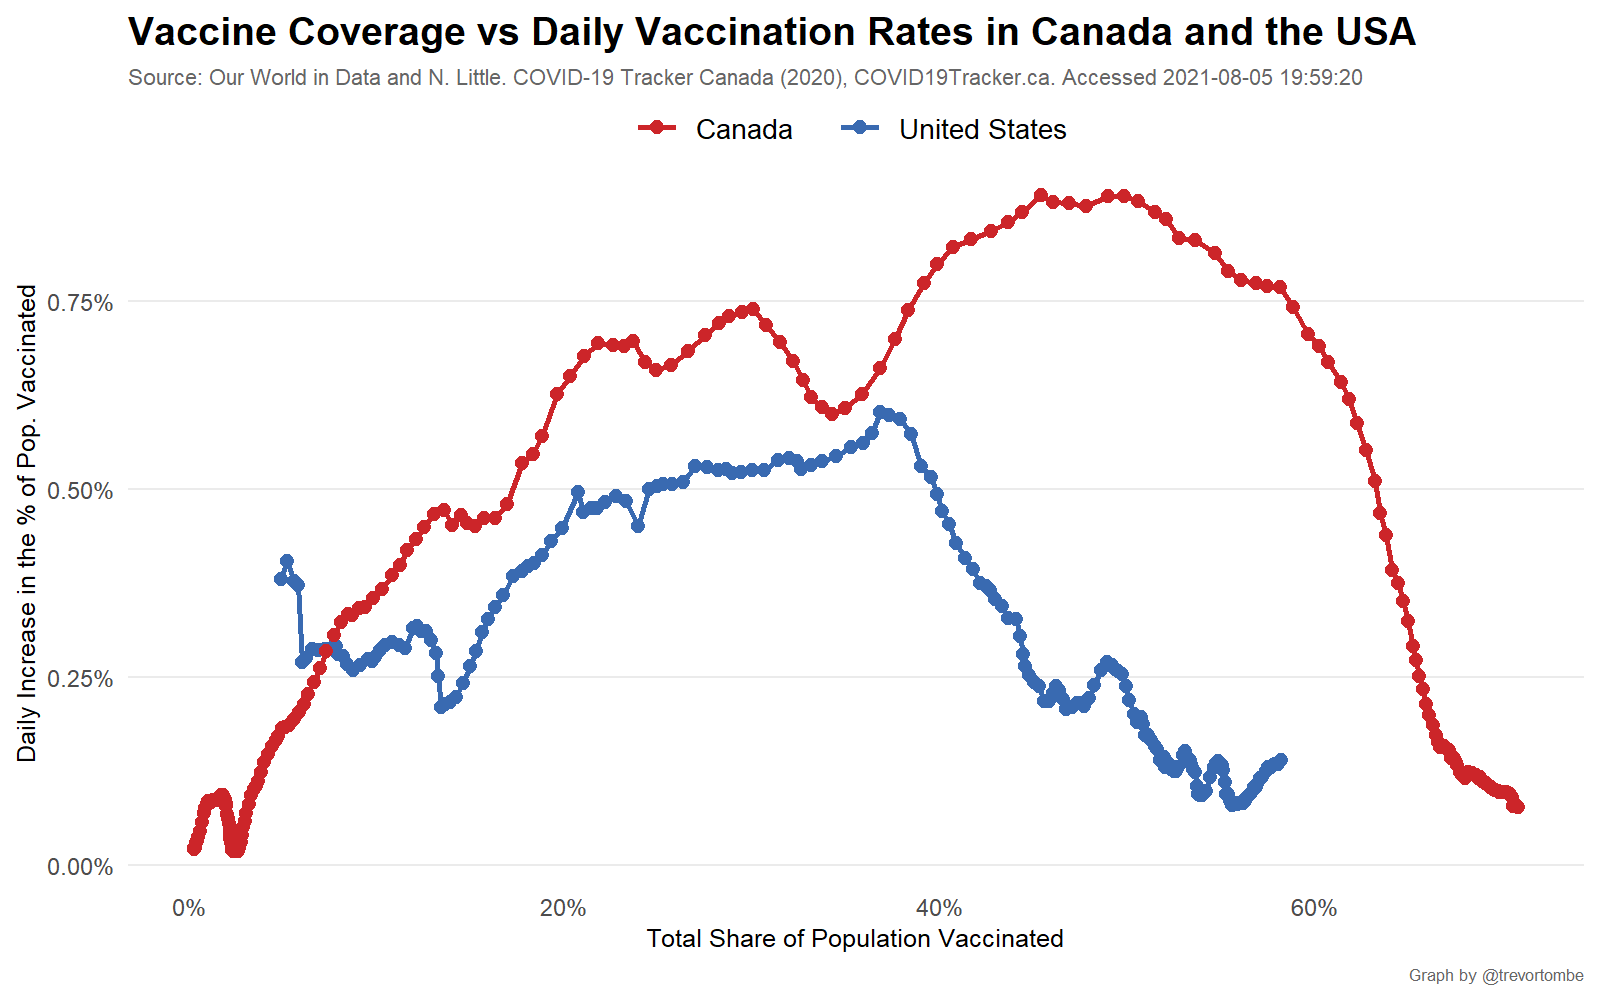 Vaccine Coverage vs Daily Vaccination Rates in Canada and the USA
Source: Our World in Data and N. Little. COVID-19 Tracker Canada (2020), COVID19Tracker.ca. Accessed 2021-08-05 19:59:20
Canada
United States
Daily Increase in the % of Pop. Vaccinated
0.75%
0.50%
0.25%
0.00%
0%
20%
40%
60%
Total Share of Population Vaccinated
Graph by @trevortombe